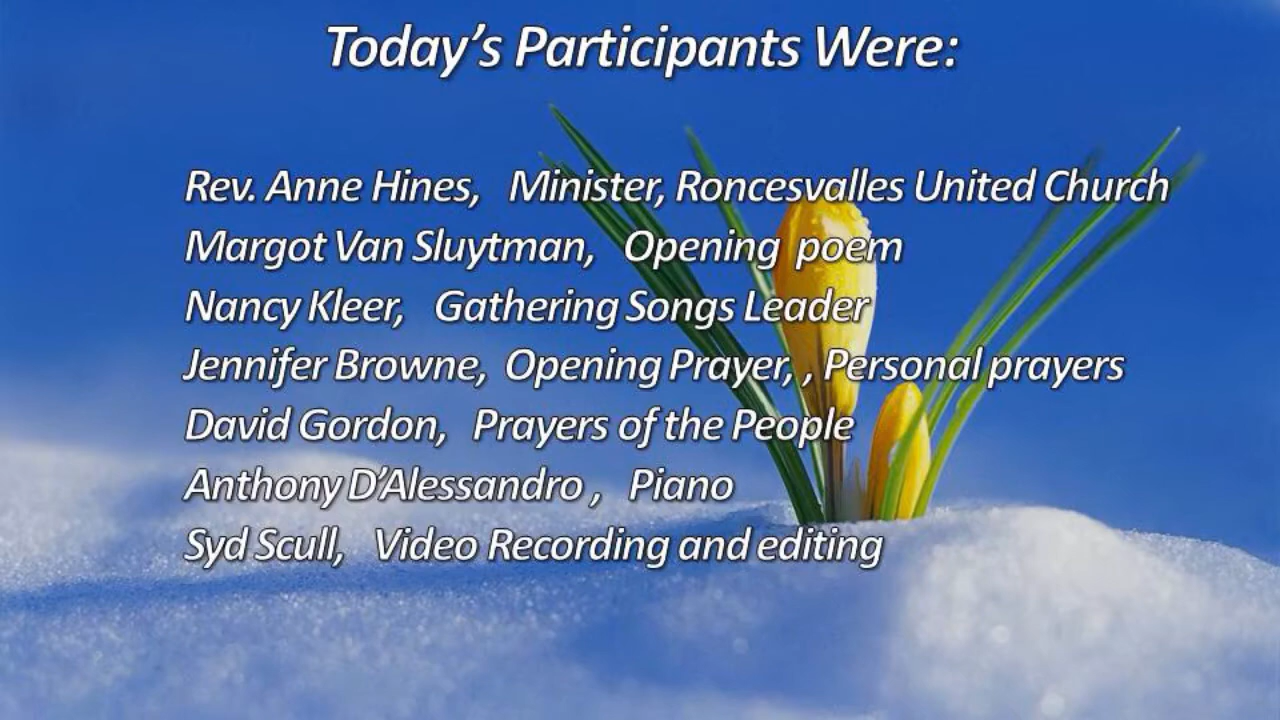 Today's Participants Were:
Rev. Anne Hines, Minister, Roncesvalles United Church
Margot Van Sluytman, Opening poem
Nancy Kleer, Gathering Songs Leader
Jennifer Browne, Opening Prayer, , Personal prayers
David Gordon, Prayers of the People
Anthony D'Alessandro , Piano
Syd Scull, Video Recording and editing